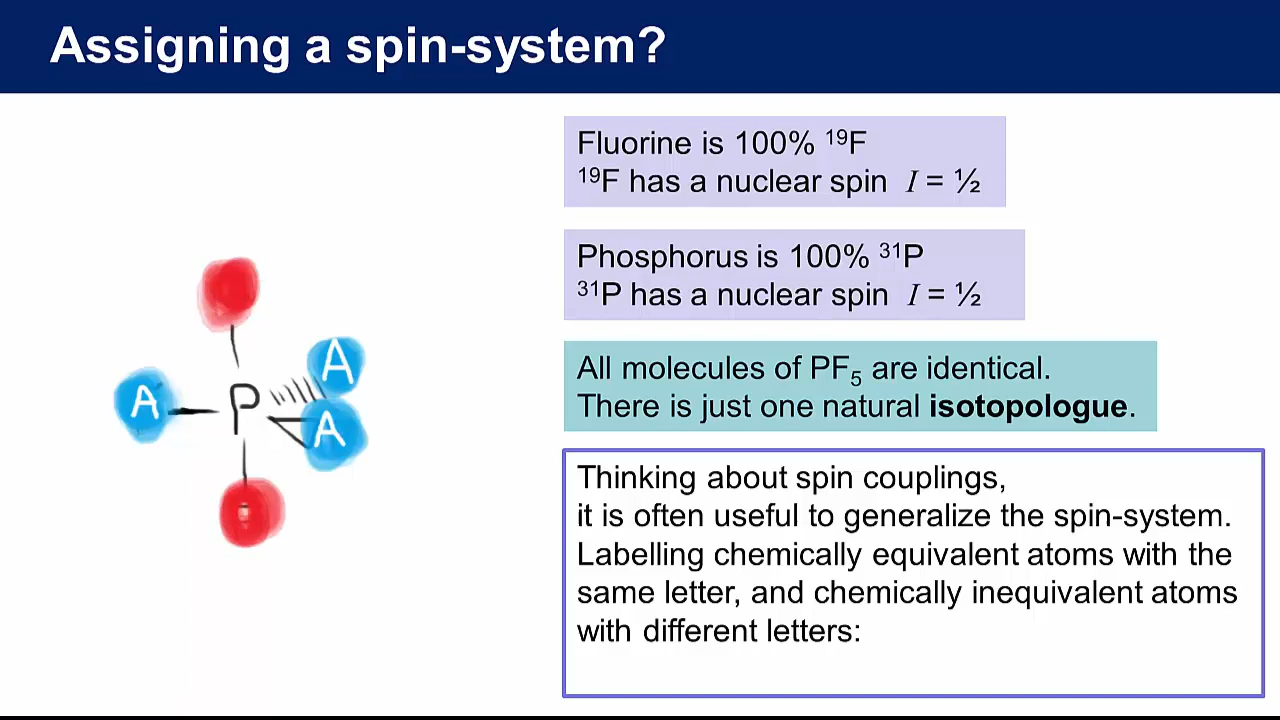 Assigning a spin-system?
Fluorine is 100% ¹⁹F
¹⁹F has a nuclear spin I = ½
Phosphorus is 100% ³¹P
³¹P has a nuclear spin I = ½
All molecules of PF₅ are identical.
There is just one natural isotopologue.
Thinking about spin couplings,
it is often useful to generalize the spin-system.
Labelling chemically equivalent atoms with the
same letter, and chemically inequivalent atoms
with different letters:
A
A
P
A